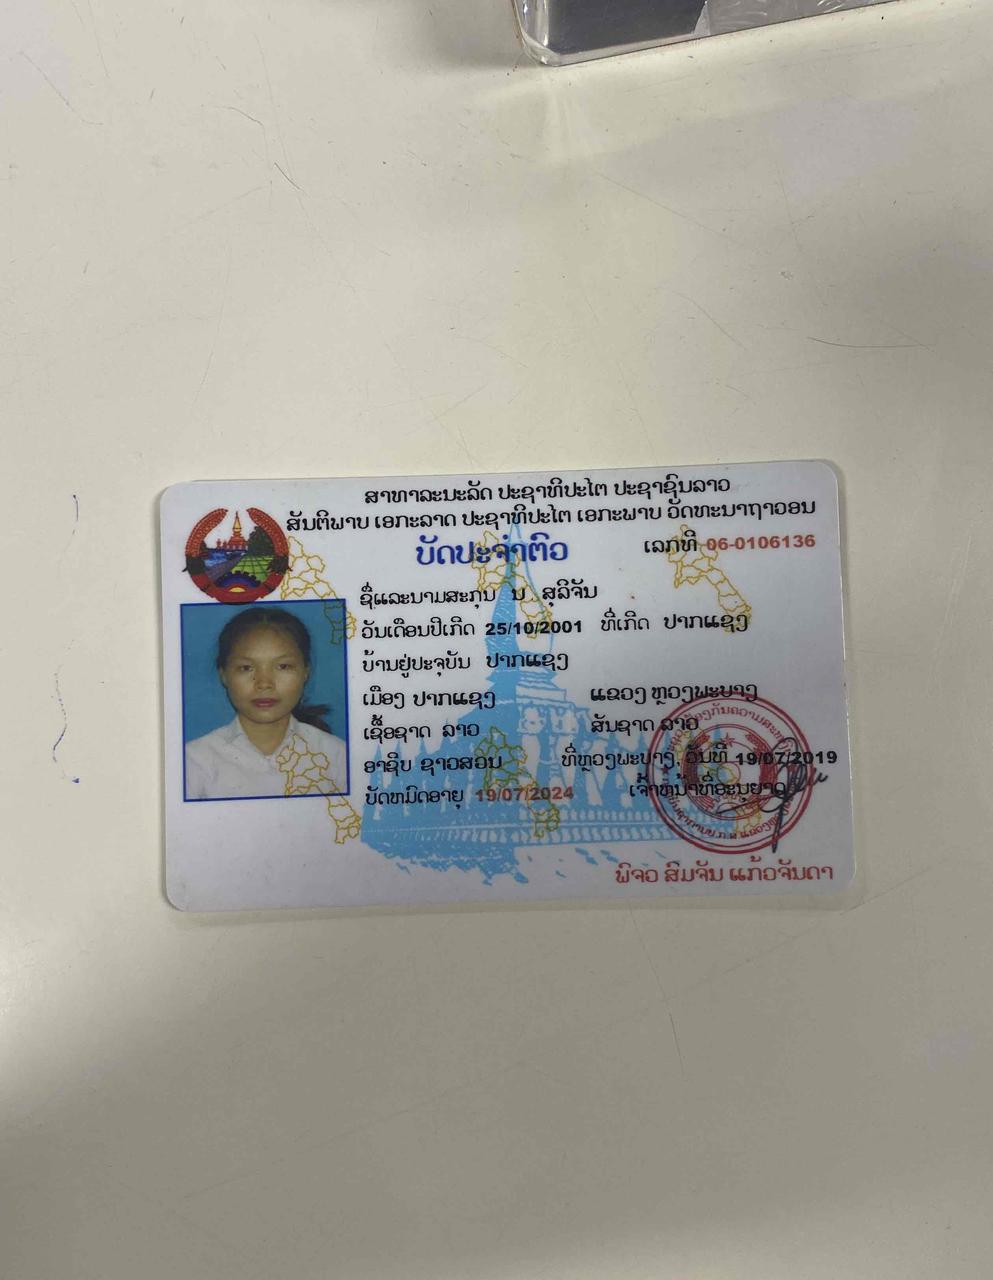 ສາທາລະນະລັດ ປະຊາທິປະໄຕ ປະຊາຊົນລາວ
ສັນຕິພາບ ເອກະລາດ ປະຊາທິປະໄຕ ເອກະພາບ ວັດທະນາຖາວອນ
ບັດປະຈຳຕົວ
ເລກທີ 06-0106136
ຊື່ແລະນາມສະກຸນ ນ ສຸລິຈັນ
ວັນເດືອນປີເກີດ 25/10/2001 ທີ່ເກີດ ປາກແຊງ
ບ້ານຢູ່ປະຈຸບັນ ປາກແຊງ
ເມືອງ ປາກແຊງ ແຂວງ ຫຼວງພະບາງ
ເຊື້ອຊາດ ລາວ ສັນຊາດ ລາວ
ອາຊີບ ຊາວສວນ ທີ່ຫຼວງພະບາງ, ວັນທີ 19/07/2019
ບັດຫມົດອາຍຸ 19/07/2024 ເຈົ້າຫນ້າທີ່ອະນຸຍາດ
ພິຈວ ສົມຈັນ ແກ້ວຈັນດາ